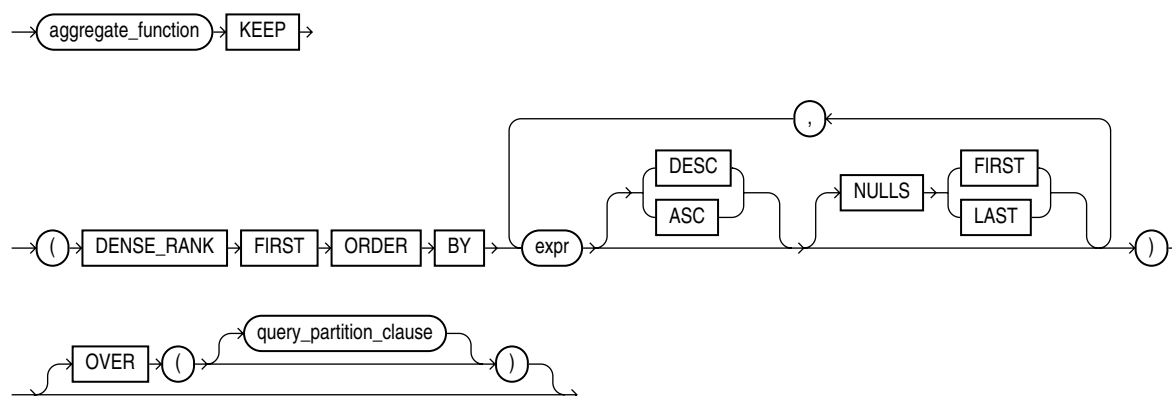 aggregate_function KEEP
,
DESC FIRST
NULLS
ASC LAST
( DENSE_RANK FIRST ORDER BY expr )
query_partition_clause
OVER ( )